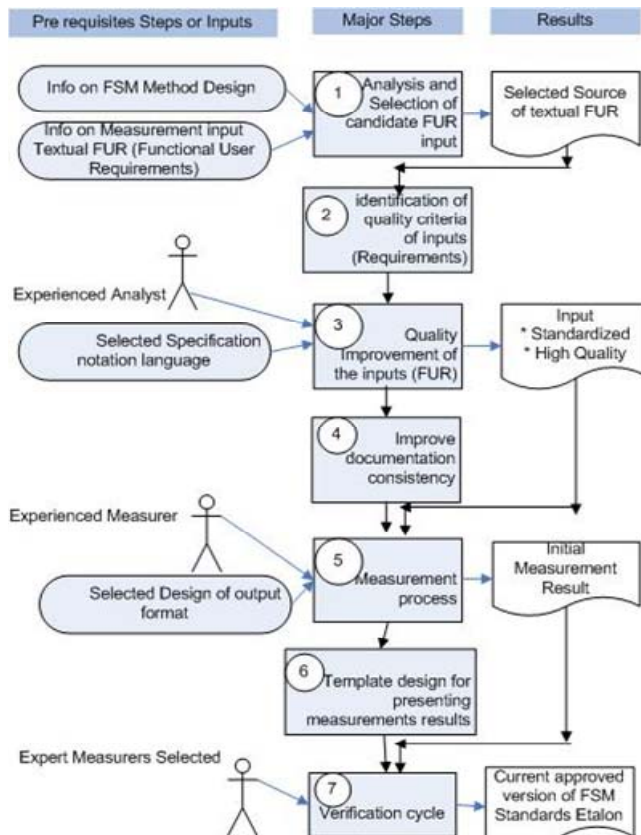 Pre requisites Steps or Inputs
Major Steps
Results
Info on FSM Method Design
Info on Measurement input
Textual FUR (Functional User
Requirements)
1
Analysis and
Selection of
candidate FUR
input
Selected Source
of textual FUR
2
identification of
quality criteria
of inputs
(Requirements)
Experienced Analyst
Selected Specification
notation language
3
Quality
Improvement of
the inputs (FUR)
Input
* Standardized
* High Quality
4
Improve
documentation
consistency
Experienced Measurer
Selected Design of output
format
5
Measurement
process
Initial
Measurement
Result
6
Template design for
presenting
measurements results
Expert Measurers Selected
7
Verification cycle
Current approved
version of FSM
Standards Etalon